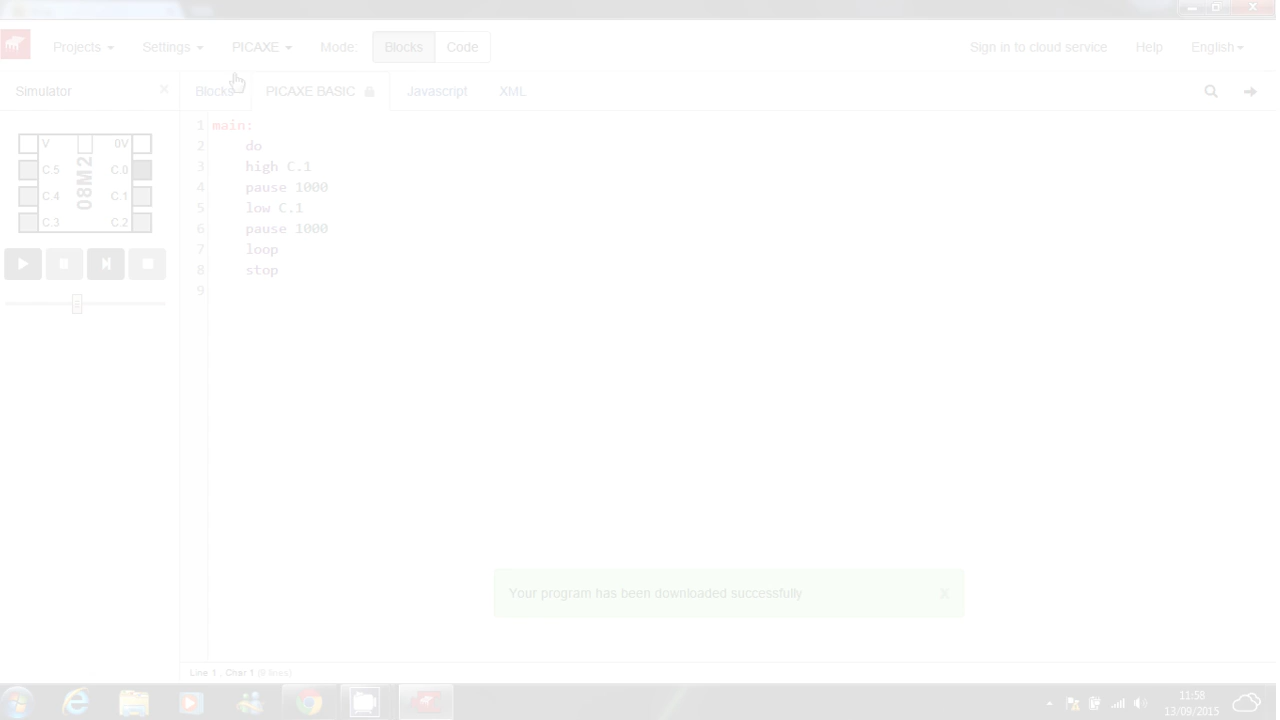 Projects Settings PICAXE Mode: Blocks Code Sign in to cloud service Help English
Simulator x Blocks PICAXE BASIC Javascript XML
V 0V
C.5 C.0
C.4 C.1
C.3 C.2
08M2
1 main:
2 do
3 high C.1
4 pause 1000
5 low C.1
6 pause 1000
7 loop
8 stop
9
Your program has been downloaded successfully x
Line 1 , Char 1 (9 lines)
11:58
13/09/2015